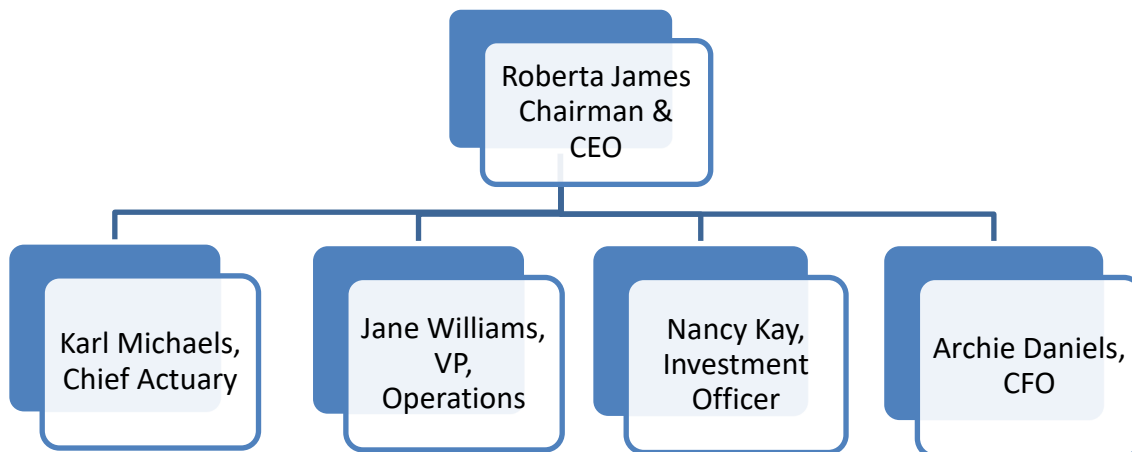 Roberta James
Chairman &
CEO
Karl Michaels,
Chief Actuary
Jane Williams,
VP,
Operations
Nancy Kay,
Investment
Officer
Archie Daniels,
CFO